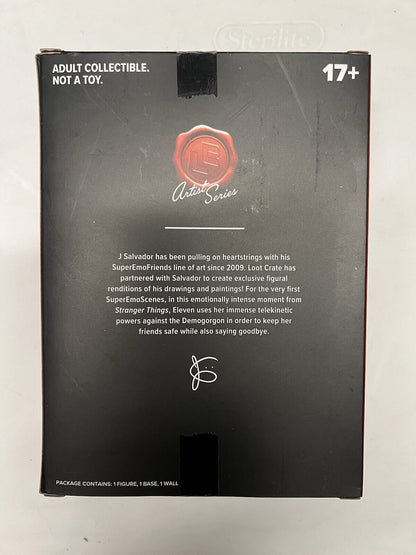 Sterilite
ADULT COLLECTIBLE.
NOT A TOY.
17+
Artist
Series
J Salvador has been pulling on heartstrings with his
SuperEmoFriends line of art since 2009. Loot Crate has
partnered with Salvador to create exclusive figural
renditions of his drawings and paintings! For the very first
SuperEmoScenes, in this emotionally intense moment from
Stranger Things, Eleven uses her immense telekinetic
powers against the Demogorgon in order to keep her
friends safe while also saying goodbye.
PACKAGE CONTAINS: 1 FIGURE, 1 BASE, 1 WALL